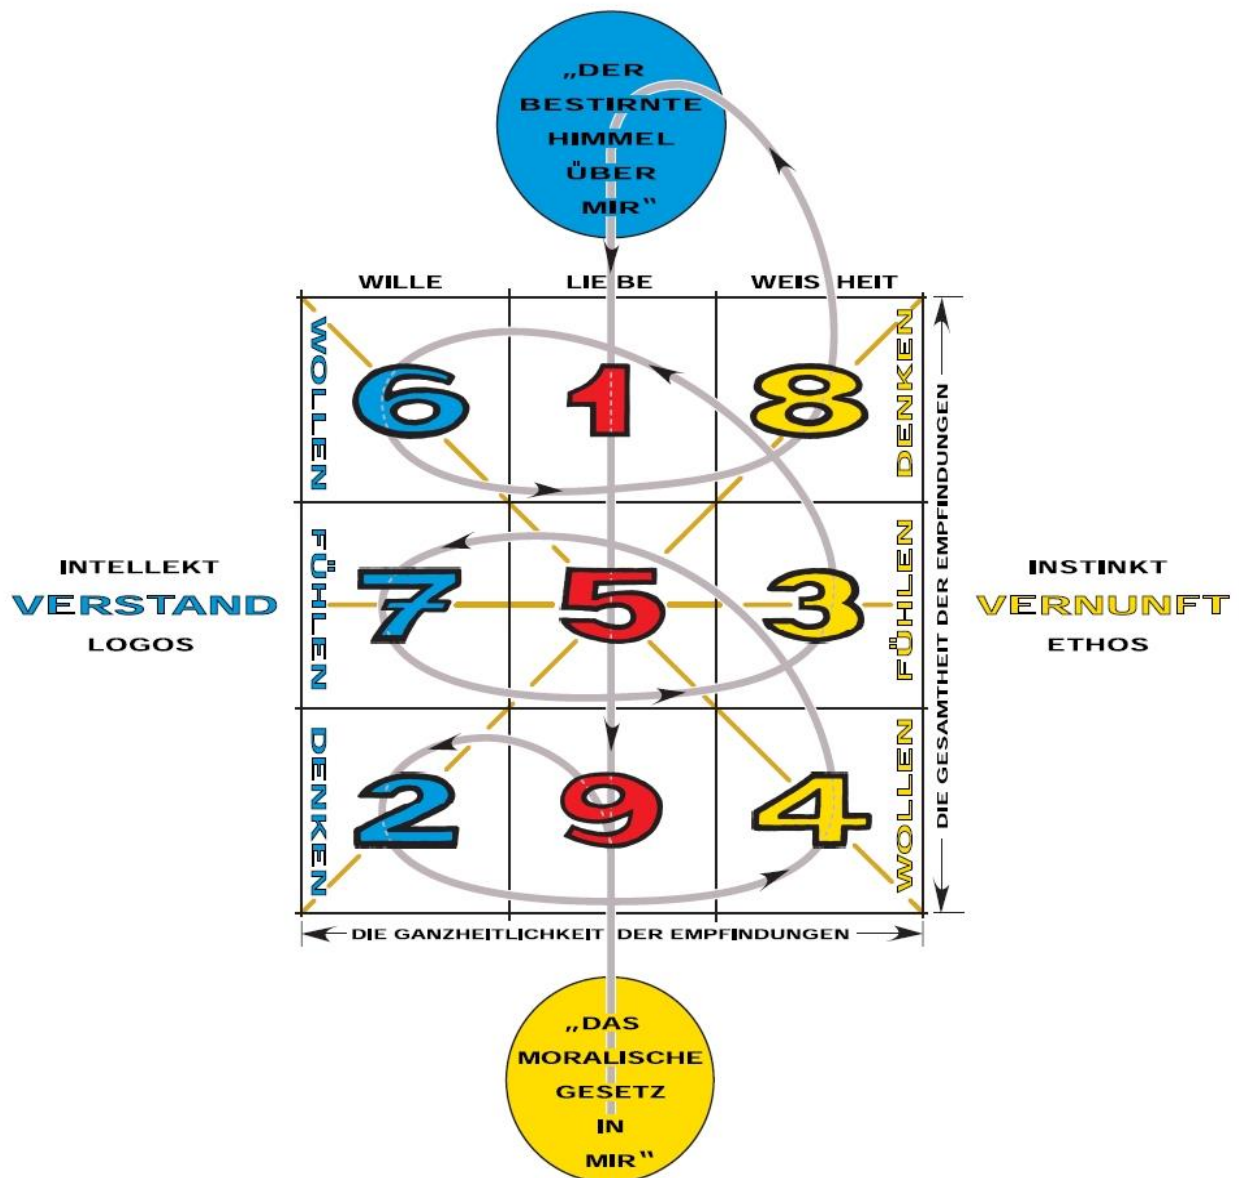 „DER
BESTIRNTE
HIMMEL
ÜBER
MIR“
WILLE LIEBE WEISHEIT
WOLLEN
6 1 8
DENKEN
FÜHLEN
7 5 3
FÜHLEN
DENKEN
2 9 4
WOLLEN
DIE GESAMTHEIT DER EMPFINDUNGEN
INTELLEKT
VERSTAND
LOGOS
INSTINKT
VERNUNFT
ETHOS
DIE GANZHEITLICHKEIT DER EMPFINDUNGEN
„DAS
MORALISCHE
GESETZ
IN
MIR“